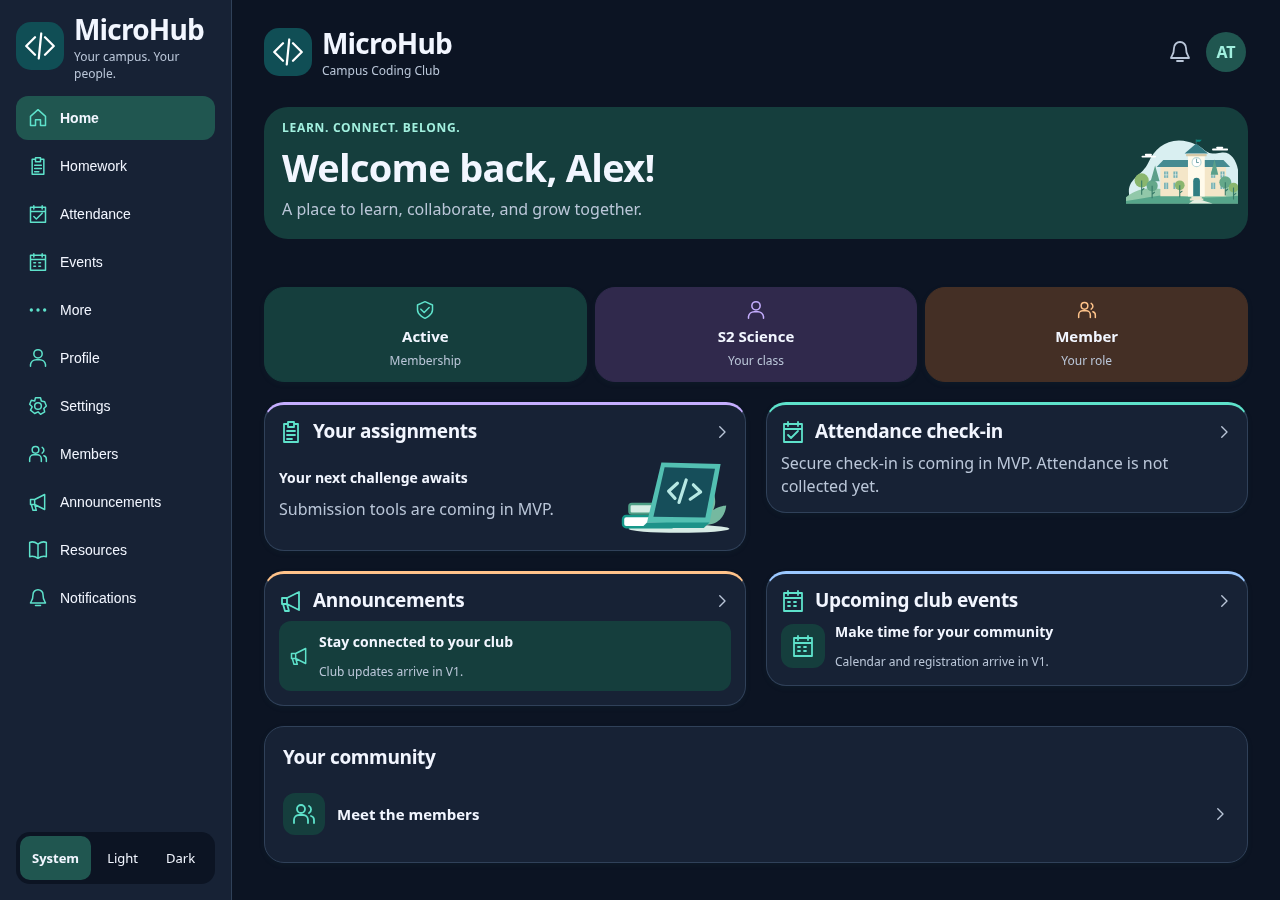 MicroHub
Your campus. Your
people.
Home
Homework
Attendance
Events
More
Profile
Settings
Members
Announcements
Resources
Notifications
System
Light
Dark
MicroHub
Campus Coding Club
AT
LEARN. CONNECT. BELONG.
Welcome back, Alex!
A place to learn, collaborate, and grow together.
Active
Membership
S2 Science
Your class
Member
Your role
Your assignments
Your next challenge awaits
Submission tools are coming in MVP.
Attendance check-in
Secure check-in is coming in MVP. Attendance is not
collected yet.
Announcements
Stay connected to your club
Club updates arrive in V1.
Upcoming club events
Make time for your community
Calendar and registration arrive in V1.
Your community
Meet the members